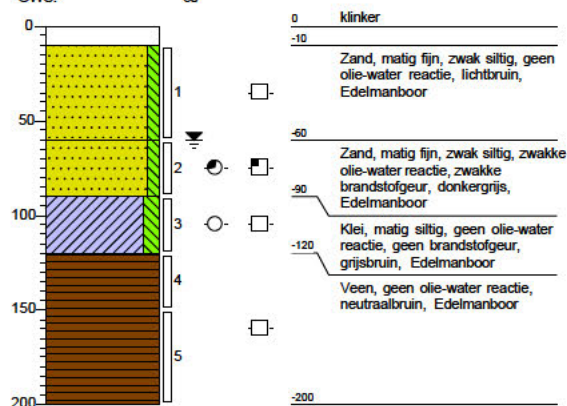 0
50
100
150
200
1
2
3
4
5
0 klinker
-10
Zand, matig fijn, zwak siltig, geen
olie-water reactie, lichtbruin,
Edelmanboor
-60
Zand, matig fijn, zwak siltig, zwakke
olie-water reactie, zwakke
brandstofgeur, donkergrijs,
Edelmanboor
-90
Klei, matig siltig, geen olie-water
reactie, geen brandstofgeur,
grijsbruin, Edelmanboor
-120
Veen, geen olie-water reactie,
neutraalbruin, Edelmanboor
-200